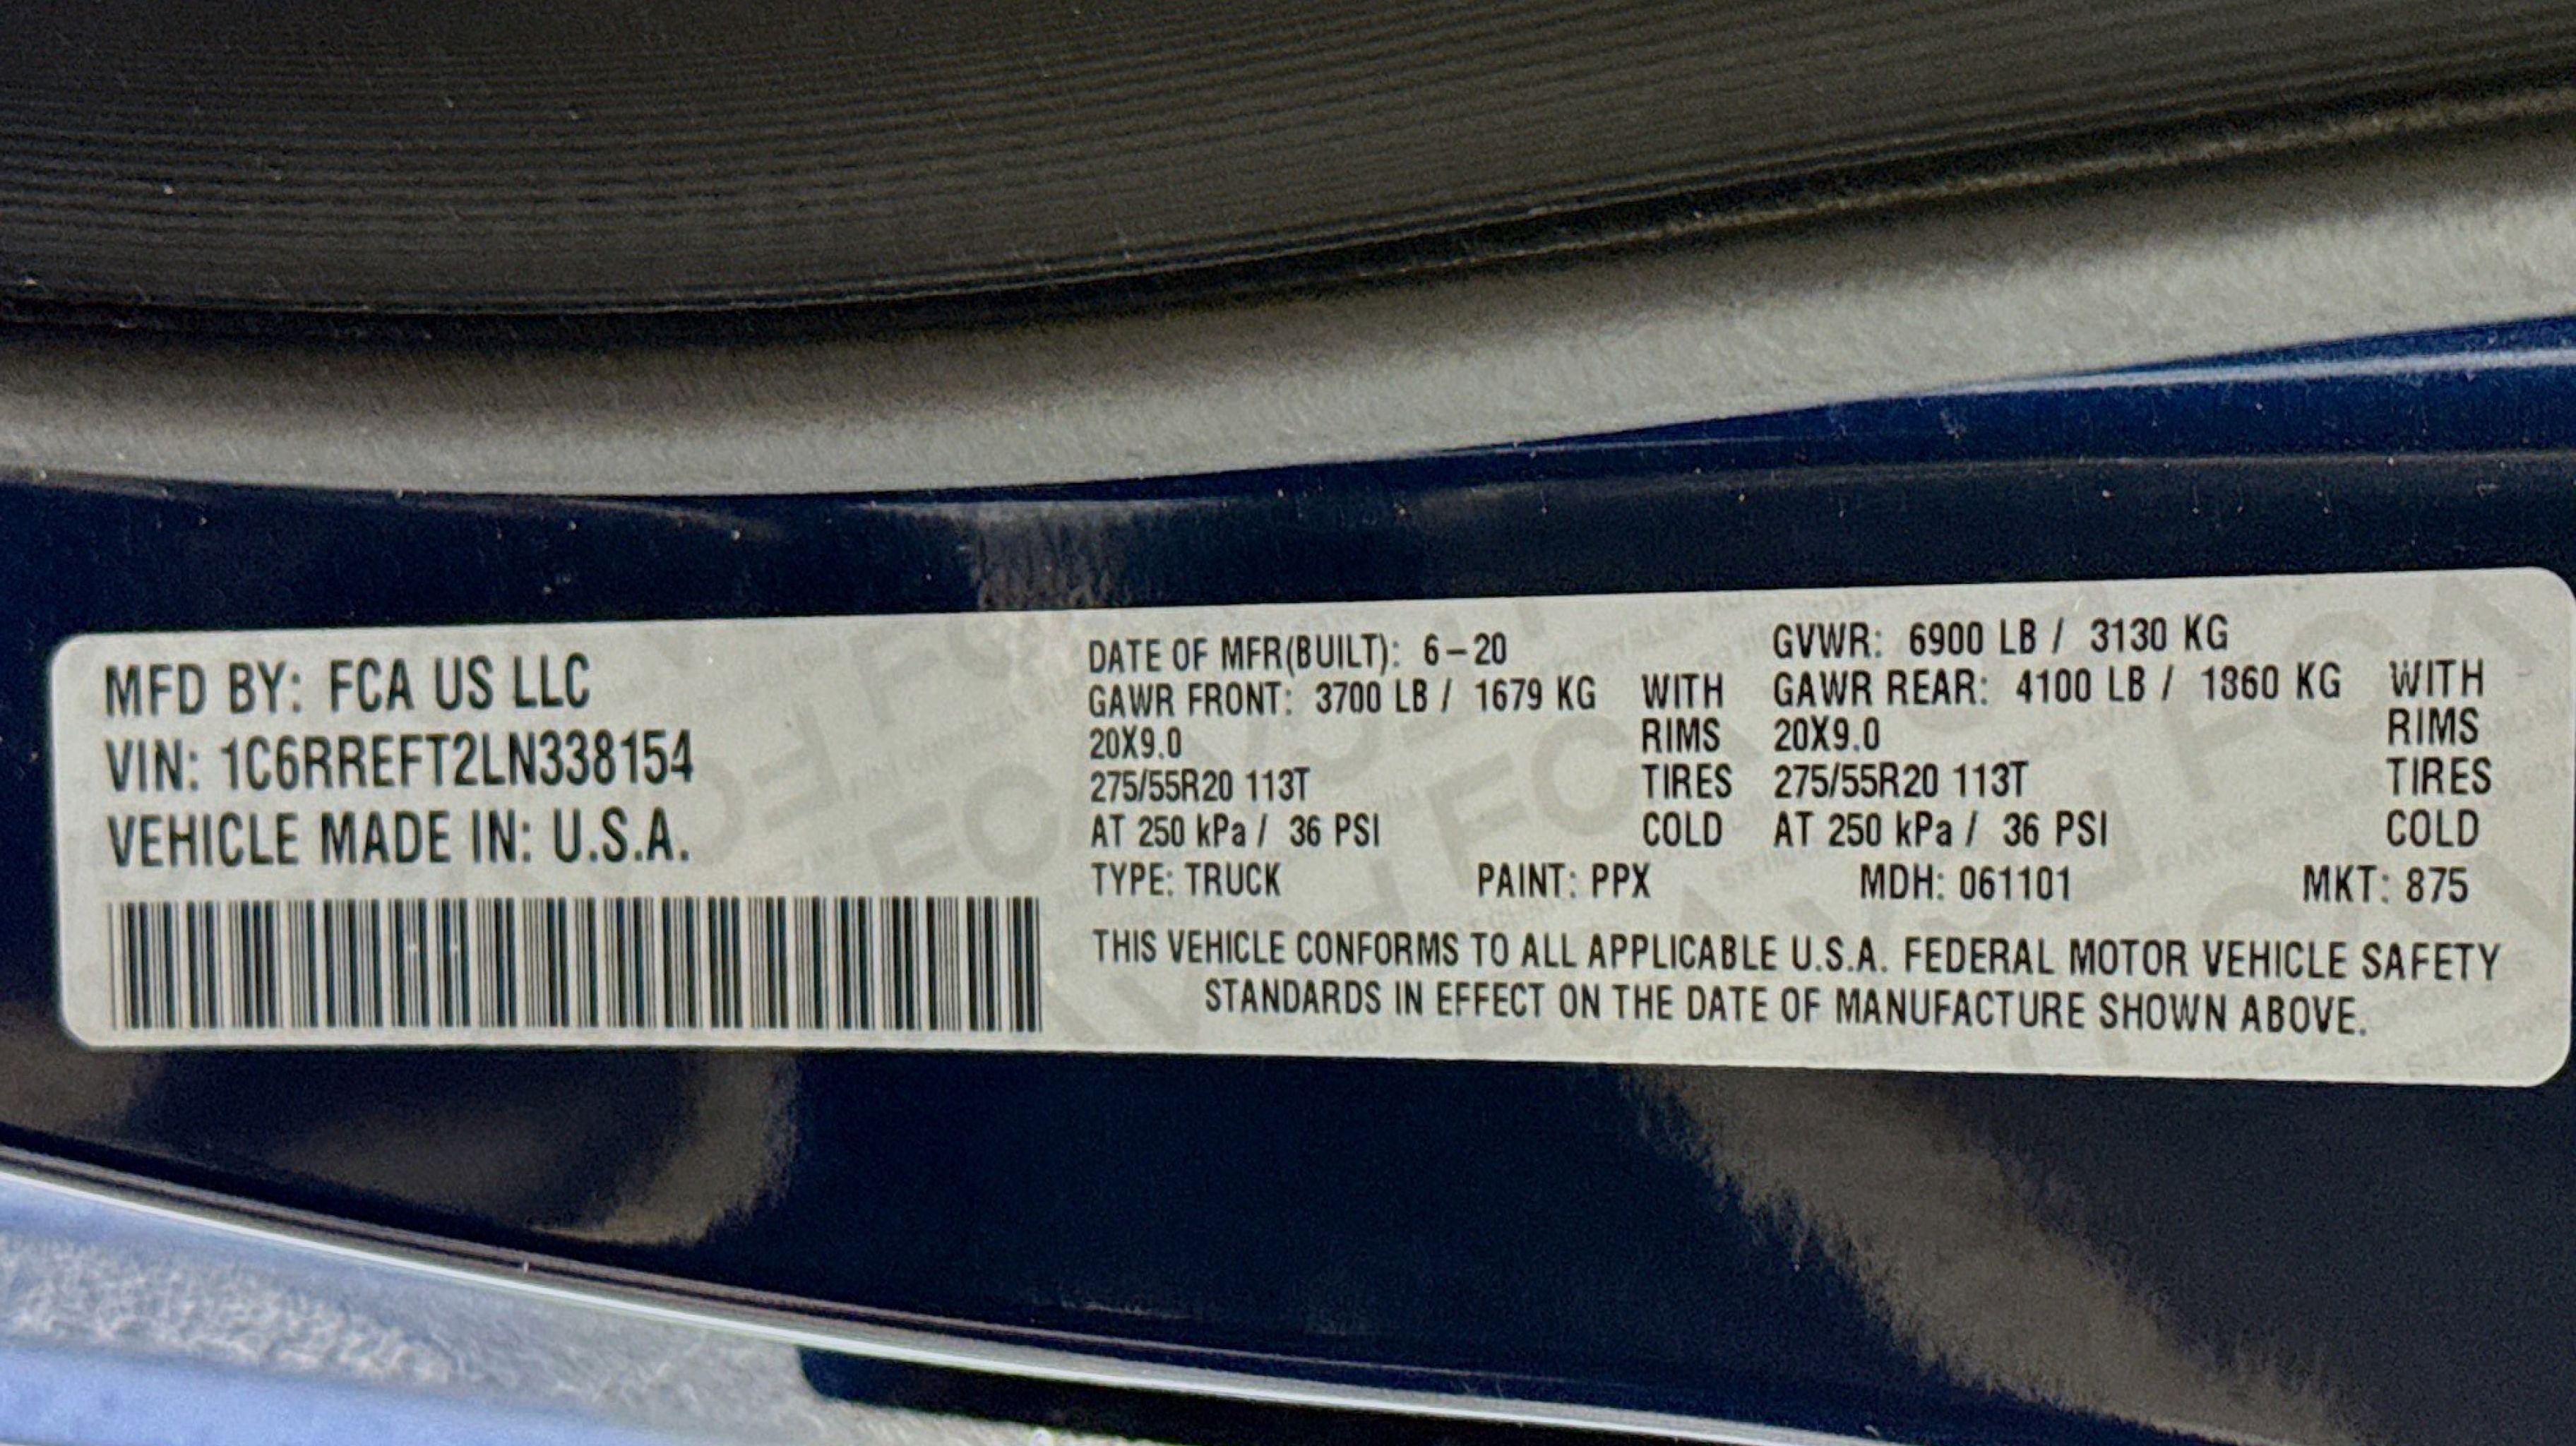 MFD BY: FCA US LLC
VIN: 1C6RREFT2LN338154
VEHICLE MADE IN: U.S.A.
DATE OF MFR(BUILT): 6-20 GVWR: 6900 LB / 3130 KG
GAWR FRONT: 3700 LB / 1679 KG WITH GAWR REAR: 4100 LB / 1860 KG WITH
20X9.0 RIMS 20X9.0 RIMS
275/55R20 113T TIRES 275/55R20 113T TIRES
AT 250 kPa / 36 PSI COLD AT 250 kPa / 36 PSI COLD
TYPE: TRUCK PAINT: PPX MDH: 061101 MKT: 875
THIS VEHICLE CONFORMS TO ALL APPLICABLE U.S.A. FEDERAL MOTOR VEHICLE SAFETY
STANDARDS IN EFFECT ON THE DATE OF MANUFACTURE SHOWN ABOVE.